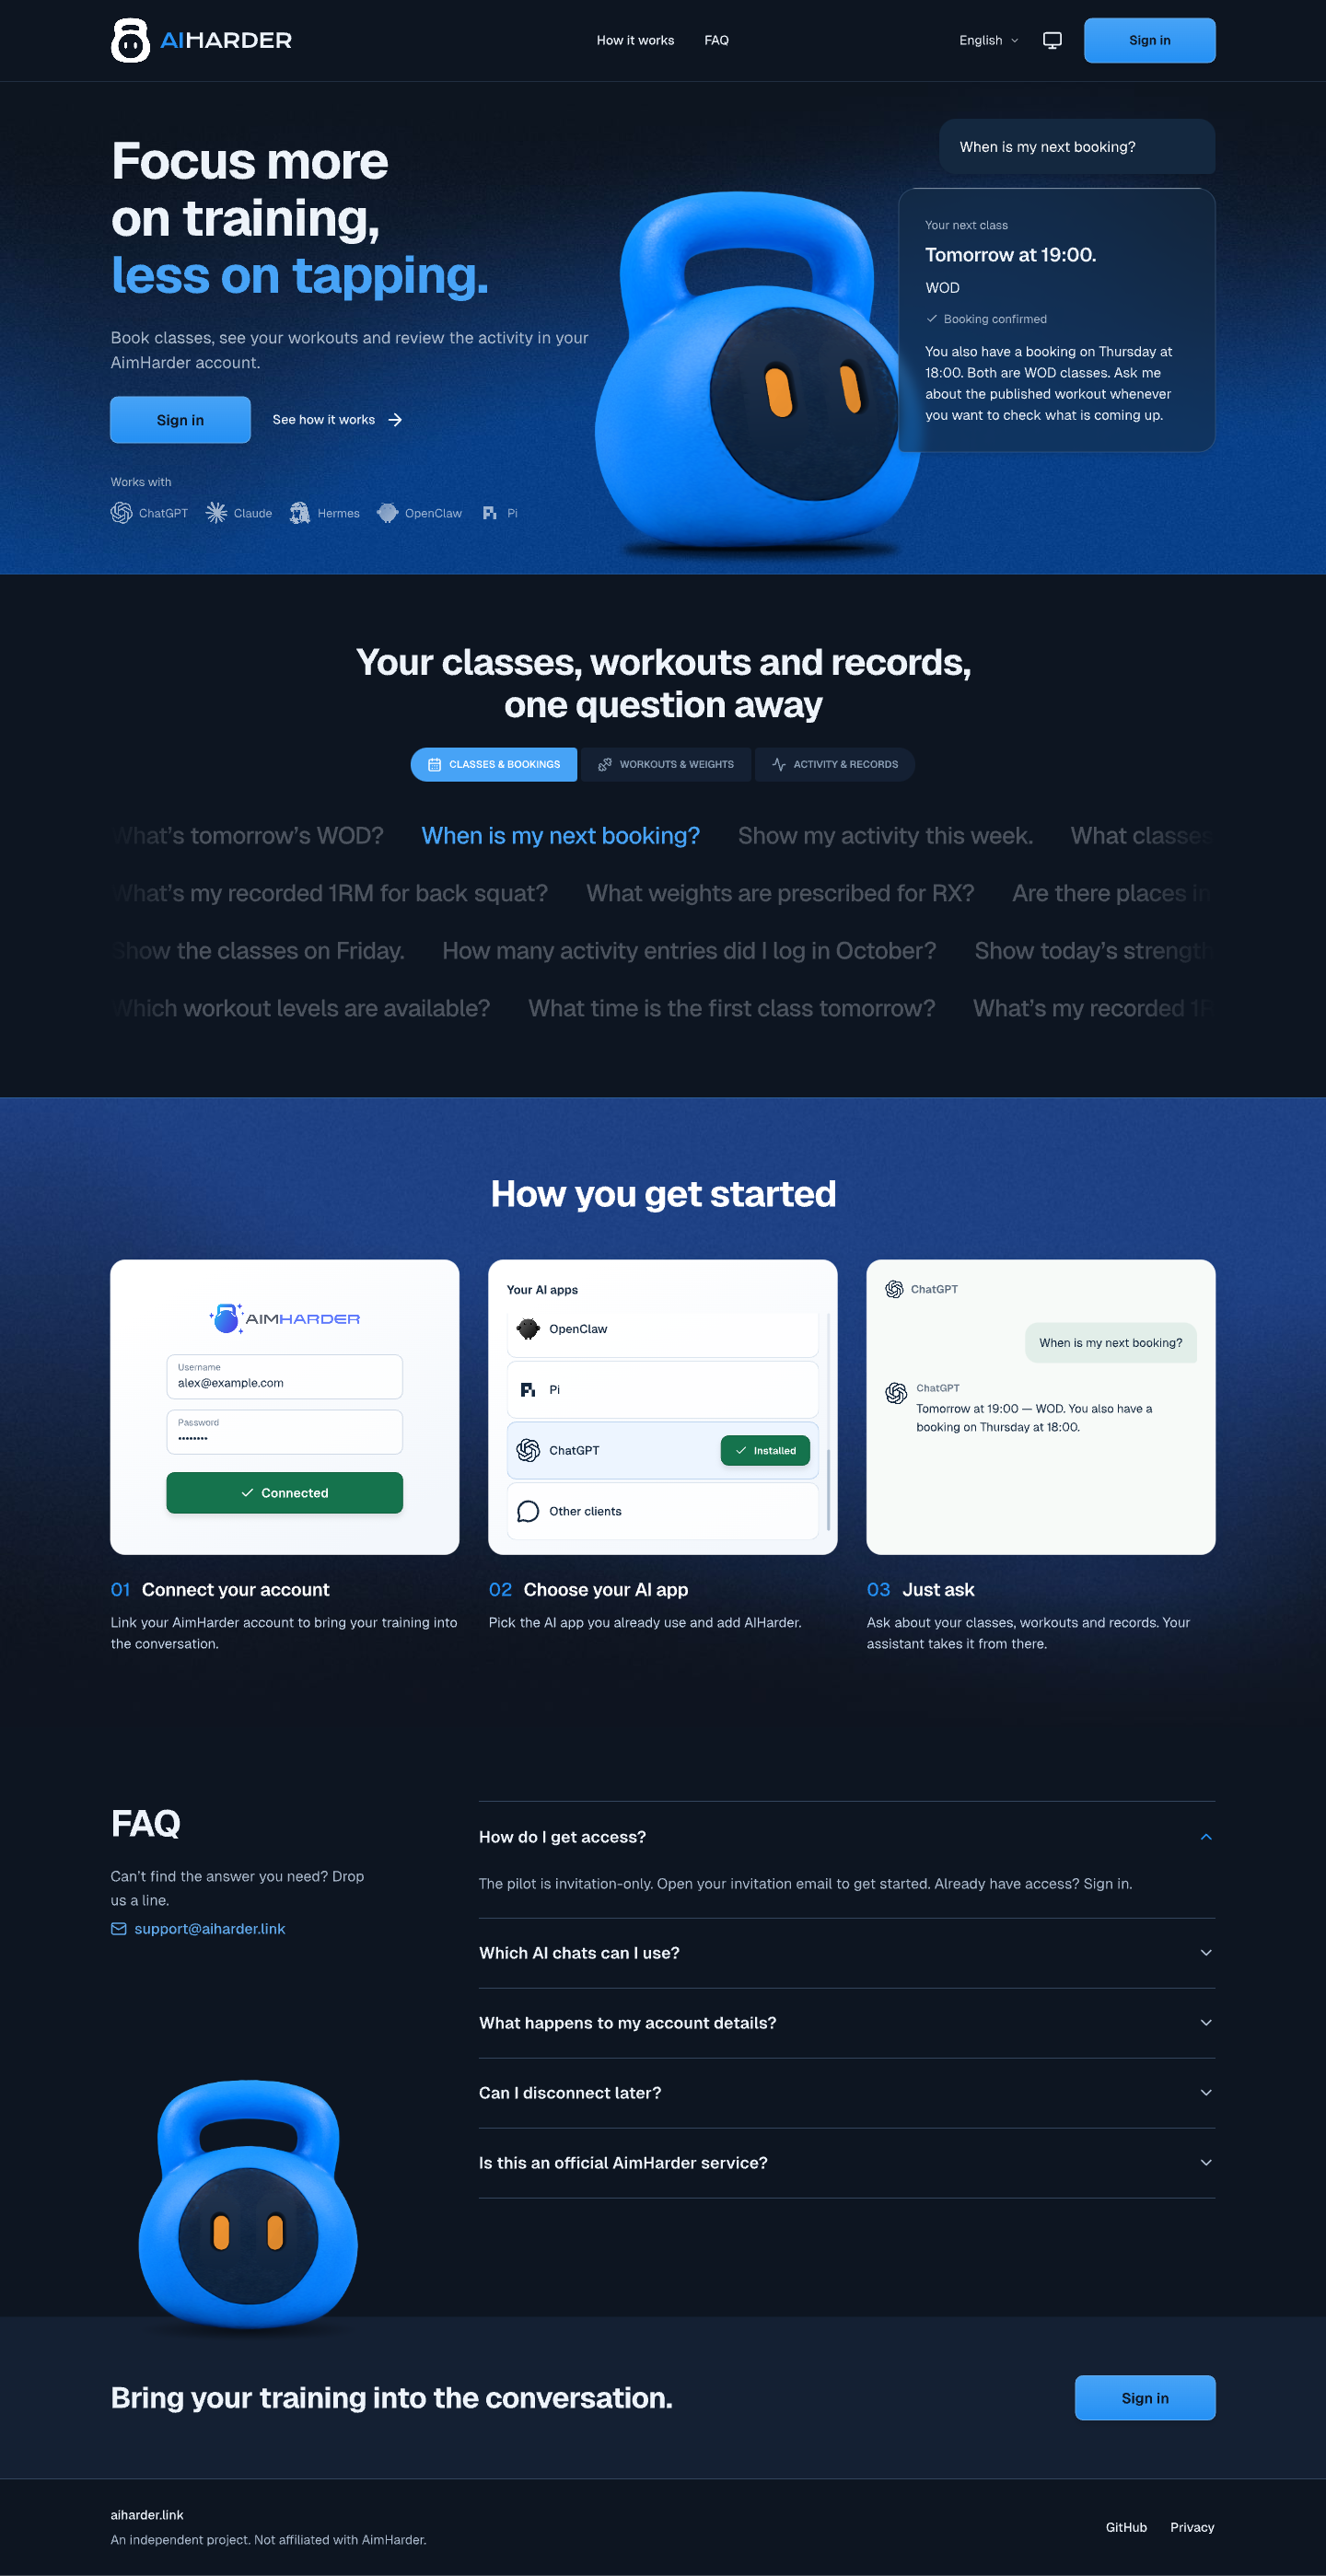 AIHARDER
How it works
FAQ
English
Sign in
Focus more
on training,
less on tapping.
Book classes, see your workouts and review the activity in your
AimHarder account.
Sign in
See how it works
Works with
ChatGPT
Claude
Hermes
OpenClaw
Pi
When is my next booking?
Your next class
Tomorrow at 19:00.
WOD
Booking confirmed
You also have a booking on Thursday at
18:00. Both are WOD classes. Ask me
about the published workout whenever
you want to check what is coming up.
Your classes, workouts and records,
one question away
CLASSES & BOOKINGS
WORKOUTS & WEIGHTS
ACTIVITY & RECORDS
What's tomorrow's WOD? When is my next booking? Show my activity this week. What classes
What's my recorded 1RM for back squat? What weights are prescribed for RX? Are there places in
Show the classes on Friday. How many activity entries did I log in October? Show today's strength
Which workout levels are available? What time is the first class tomorrow? What's my recorded 1R
How you get started
AIMHARDER
Username
alex@example.com
Password
••••••••
Connected
01 Connect your account
Link your AimHarder account to bring your training into
the conversation.
Your AI apps
OpenClaw
Pi
ChatGPT
Installed
Other clients
02 Choose your AI app
Pick the AI app you already use and add AIHarder.
ChatGPT
When is my next booking?
ChatGPT
Tomorrow at 19:00 — WOD. You also have a
booking on Thursday at 18:00.
03 Just ask
Ask about your classes, workouts and records. Your
assistant takes it from there.
FAQ
Can't find the answer you need? Drop
us a line.
support@aiharder.link
How do I get access?
The pilot is invitation-only. Open your invitation email to get started. Already have access? Sign in.
Which AI chats can I use?
What happens to my account details?
Can I disconnect later?
Is this an official AimHarder service?
Bring your training into the conversation.
Sign in
aiharder.link
An independent project. Not affiliated with AimHarder.
GitHub
Privacy